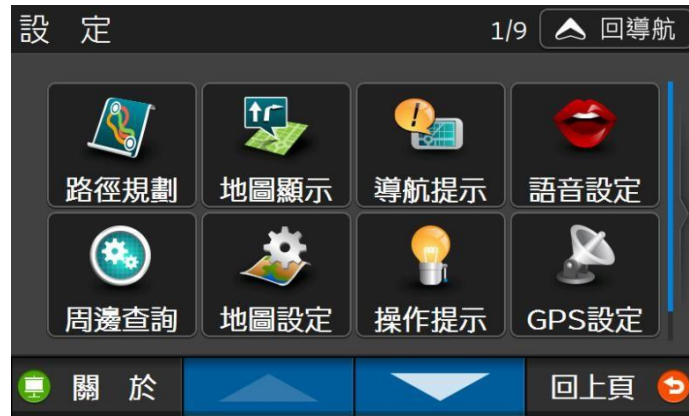 設 定 1/9 回導航
路徑規劃 地圖顯示 導航提示 語音設定
周邊查詢 地圖設定 操作提示 GPS設定
關 於 回上頁